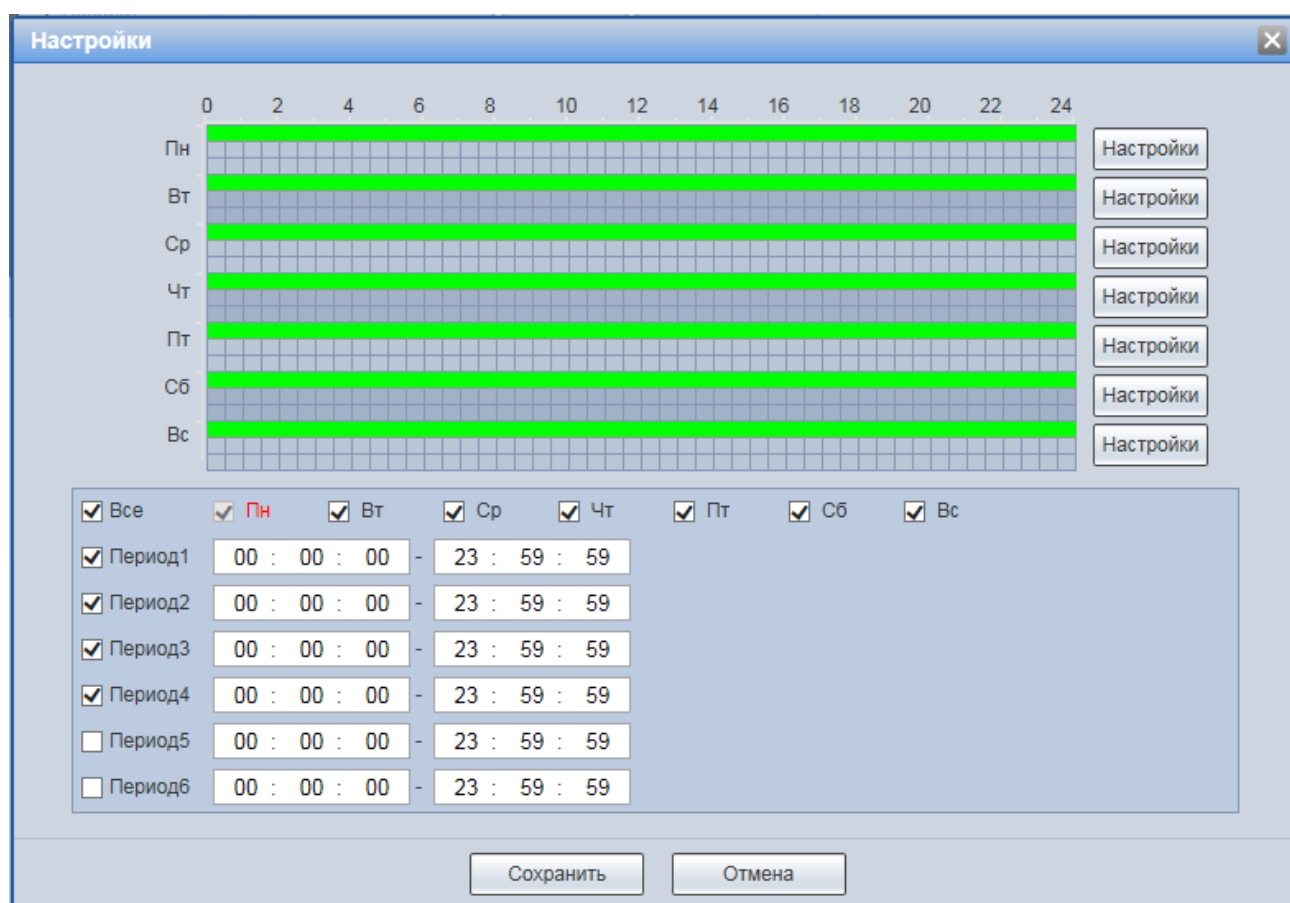 Настройки
0 2 4 6 8 10 12 14 16 18 20 22 24
Пн Настройки
Вт Настройки
Ср Настройки
Чт Настройки
Пт Настройки
Сб Настройки
Вс Настройки
Все Пн Вт Ср Чт Пт Сб Вс
Период1 00 : 00 : 00 - 23 : 59 : 59
Период2 00 : 00 : 00 - 23 : 59 : 59
Период3 00 : 00 : 00 - 23 : 59 : 59
Период4 00 : 00 : 00 - 23 : 59 : 59
Период5 00 : 00 : 00 - 23 : 59 : 59
Период6 00 : 00 : 00 - 23 : 59 : 59
Сохранить Отмена